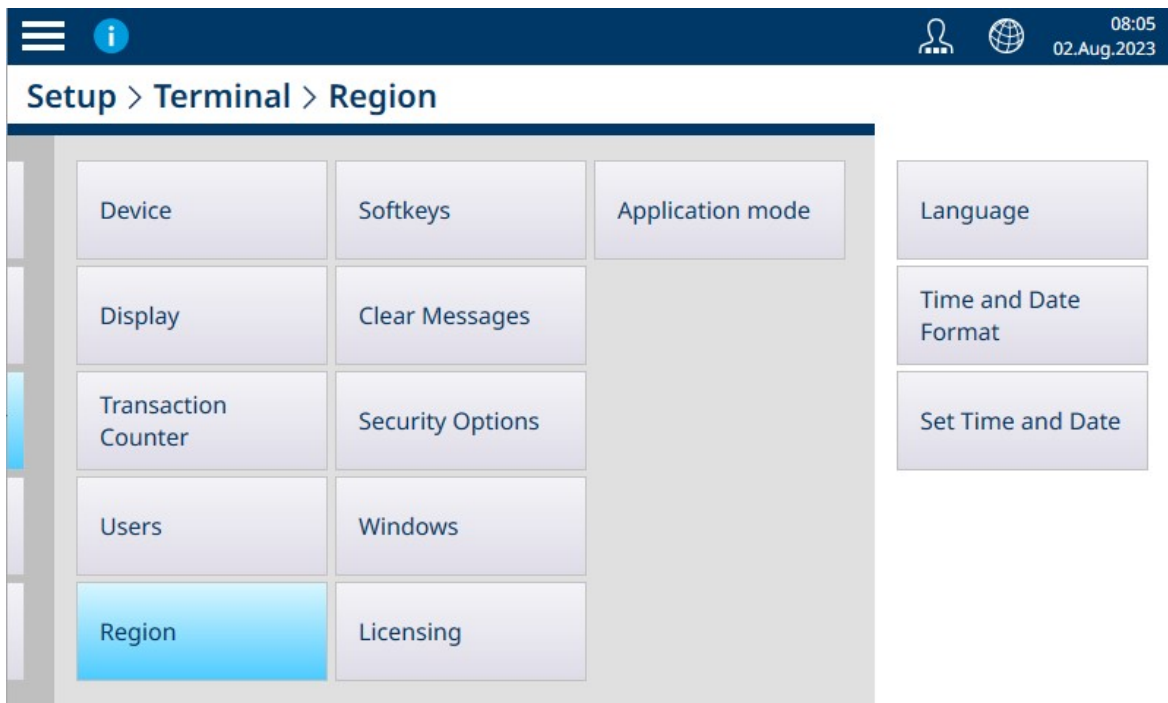 i
08:05
02.Aug.2023
Setup > Terminal > Region
Device
Softkeys
Application mode
Language
Display
Clear Messages
Time and Date
Format
Transaction
Counter
Security Options
Set Time and Date
Users
Windows
Region
Licensing